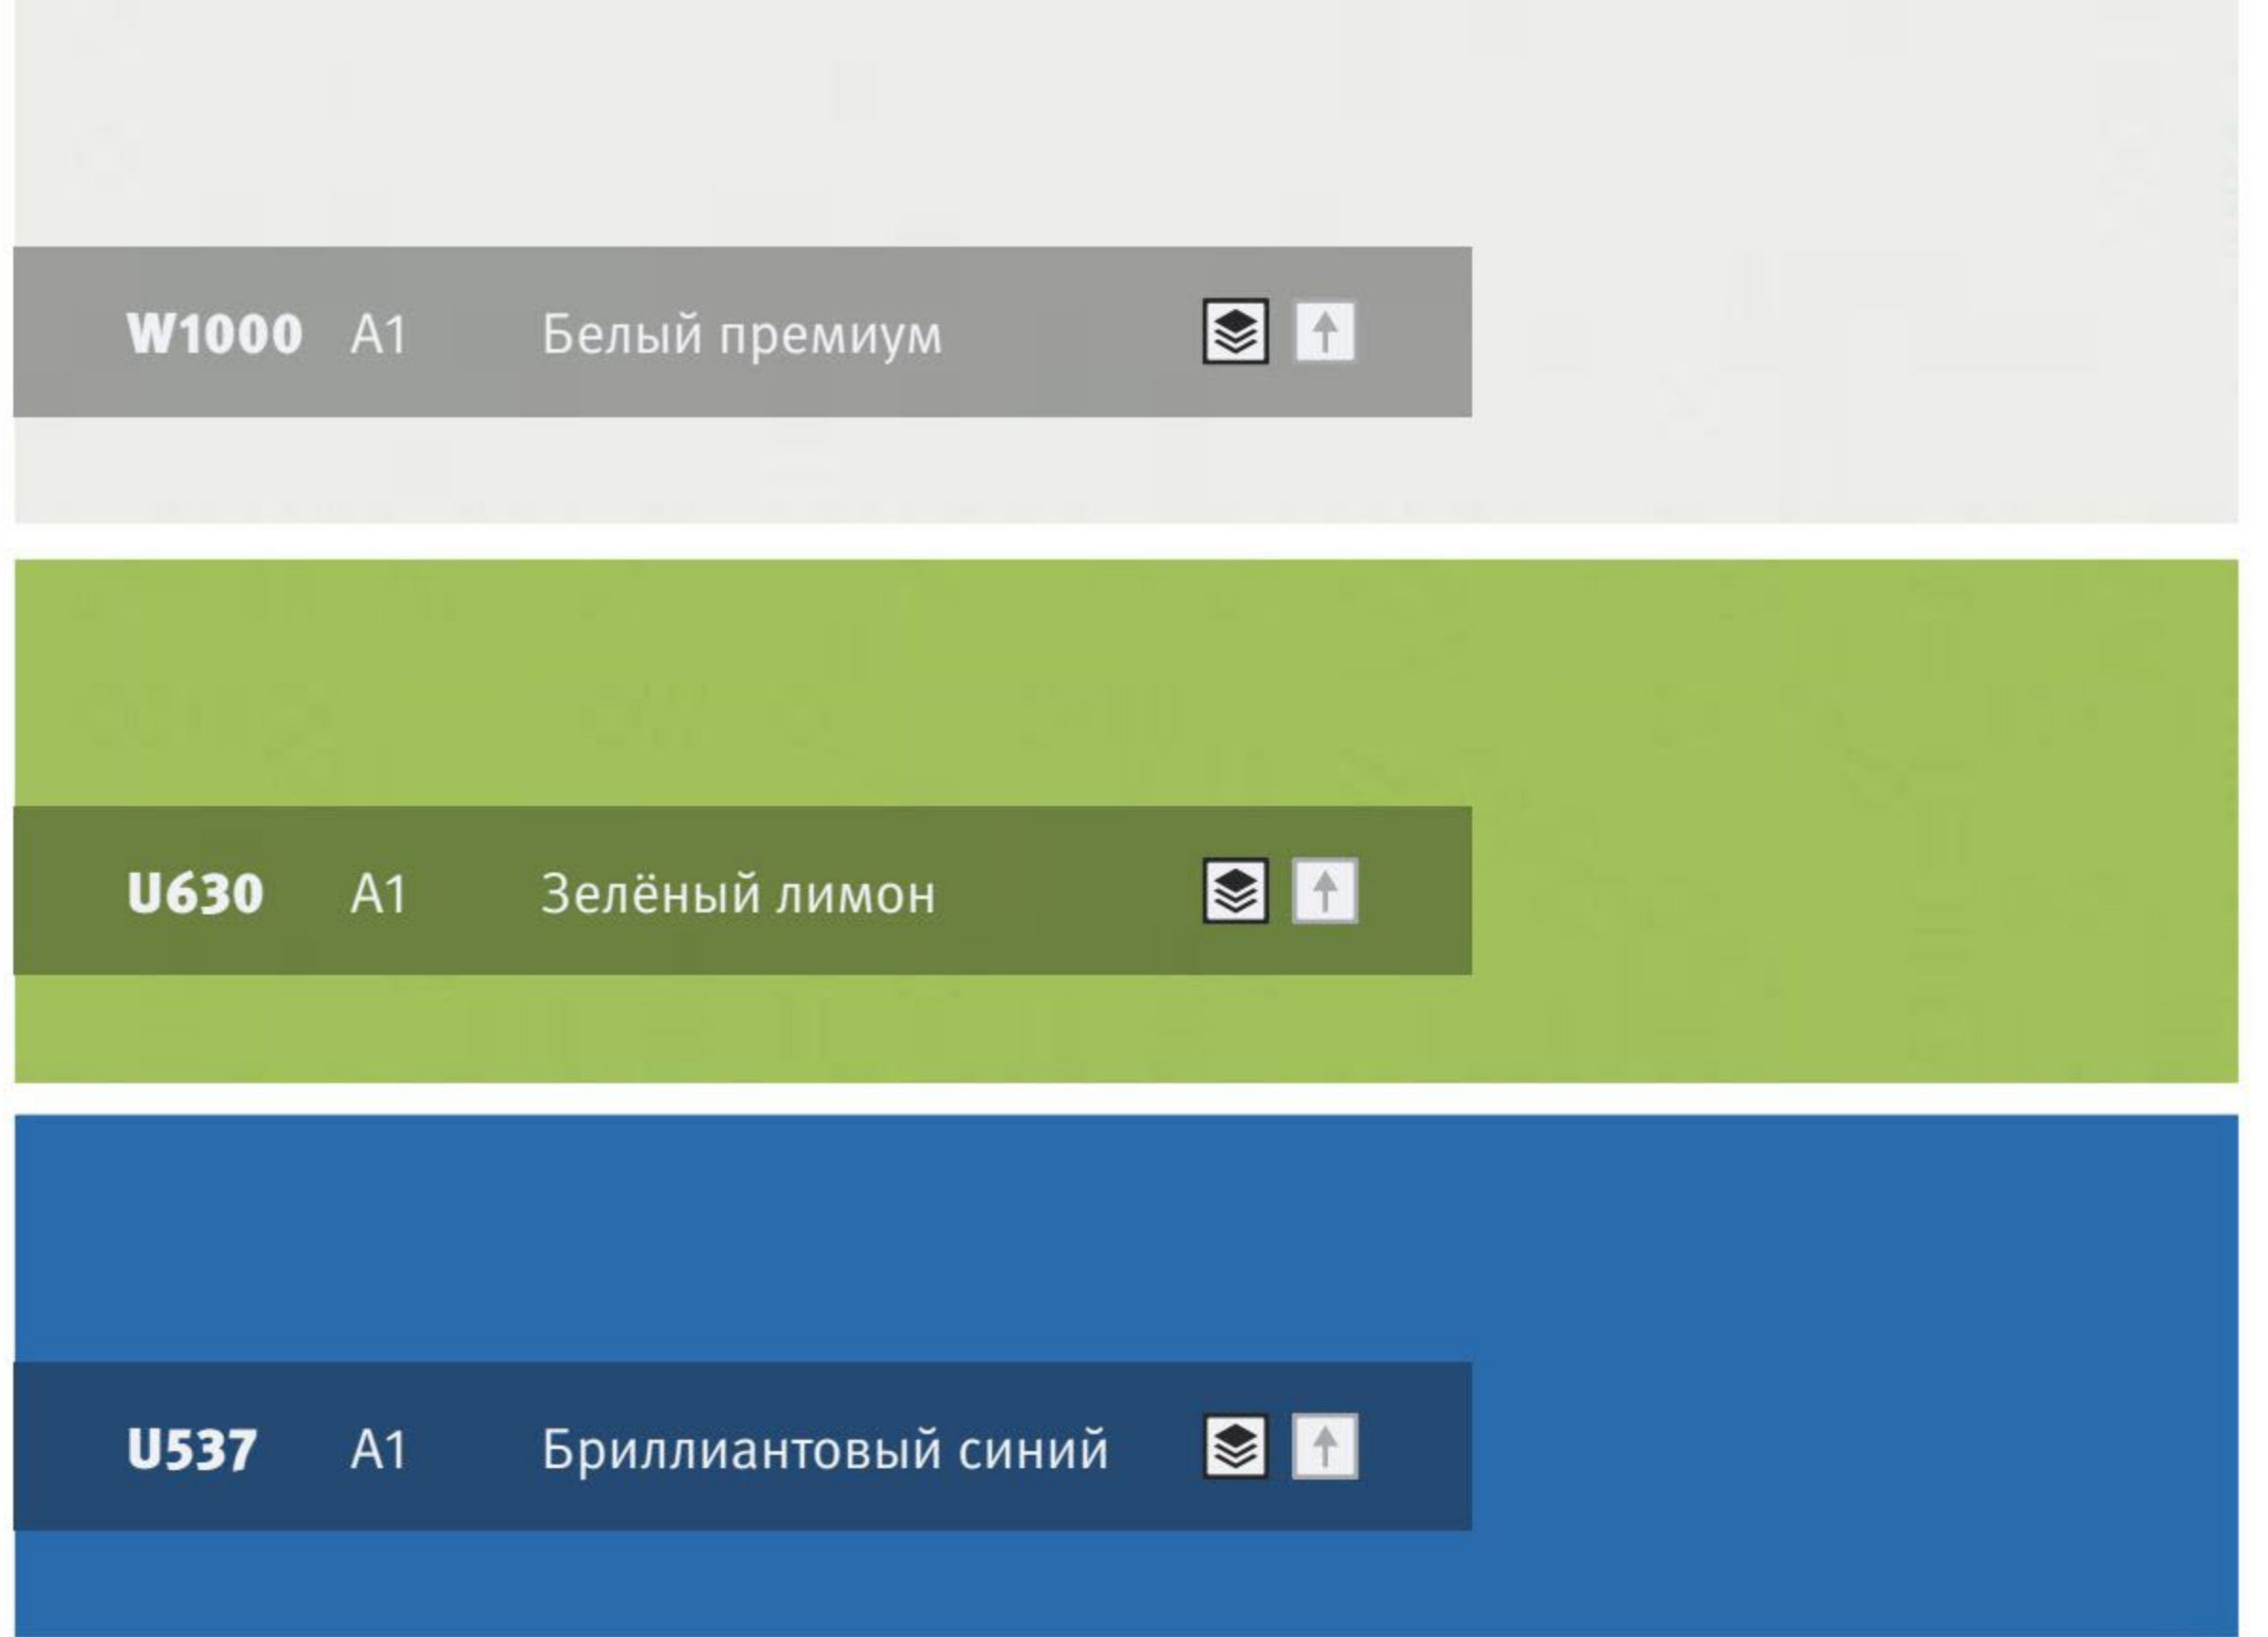 W1000 A1 Белый премиум
U630 A1 Зелёный лимон
U537 A1 Бриллиантовый синий